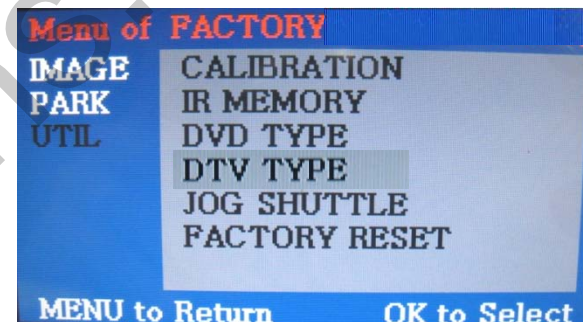 Menu of FACTORY
IMAGE
PARK
UTIL
CALIBRATION
IR MEMORY
DVD TYPE
DTV TYPE
JOG SHUTTLE
FACTORY RESET
MENU to Return
OK to Select